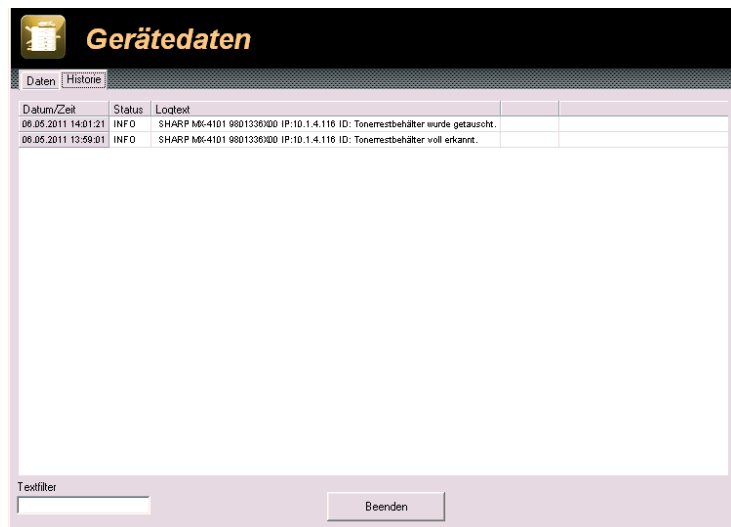 Gerätedaten
Daten Historie
Datum/Zeit Status Logtext
06.05.2011 14:01:21 INFO SHARP MX-4101 9801336X00 IP:10.1.4.116 ID: Tonerrestbehälter wurde getauscht.
06.05.2011 13:59:01 INFO SHARP MX-4101 9801336X00 IP:10.1.4.116 ID: Tonerrestbehälter voll erkannt.
Textfilter
Beenden